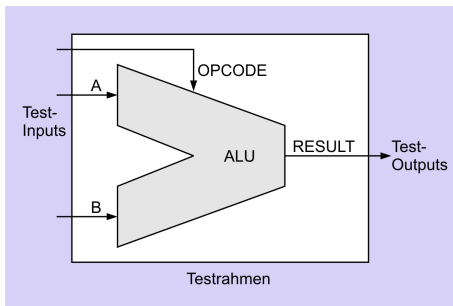 OPCODE
A
Test-
Inputs
ALU
RESULT
Test-
Outputs
B
Testrahmen